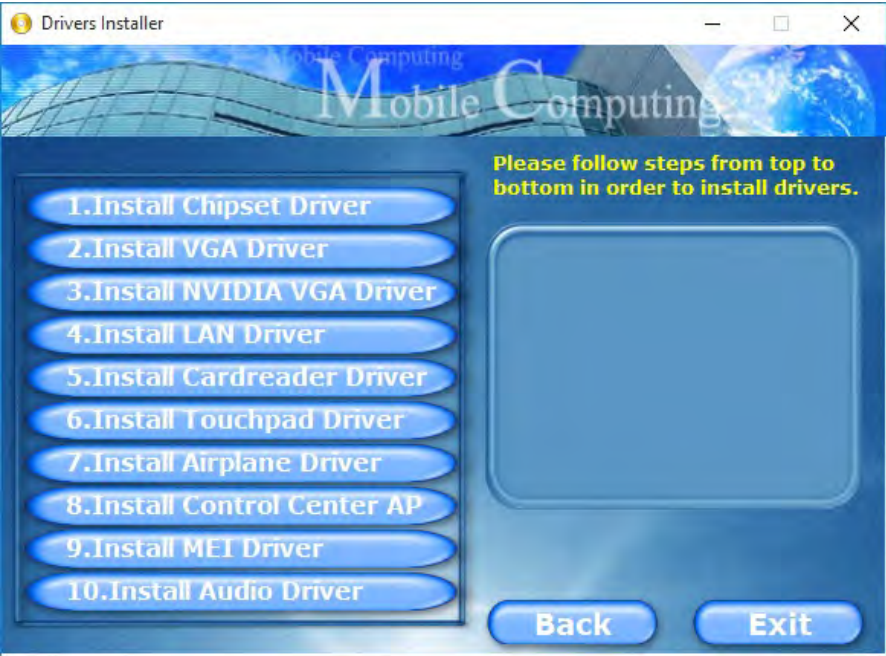 Drivers Installer
Mobile Computing
Mobile Computing
Please follow steps from top to
bottom in order to install drivers.
1.Install Chipset Driver
2.Install VGA Driver
3.Install NVIDIA VGA Driver
4.Install LAN Driver
5.Install Cardreader Driver
6.Install Touchpad Driver
7.Install Airplane Driver
8.Install Control Center AP
9.Install MEI Driver
10.Install Audio Driver
Back
Exit